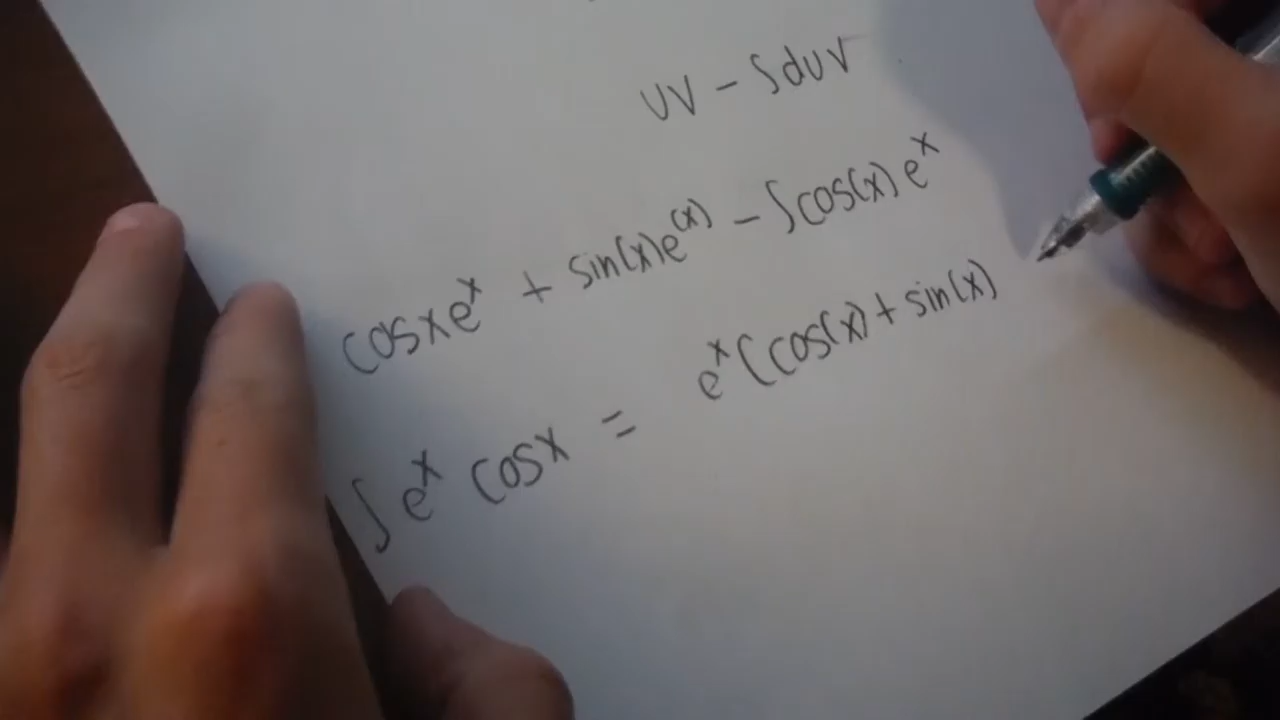 UV - ∫duv
cosxe^x + sin(x)e^(x) - ∫cos(x)e^x
∫e^x cosx = e^x(cos(x) + sin(x)